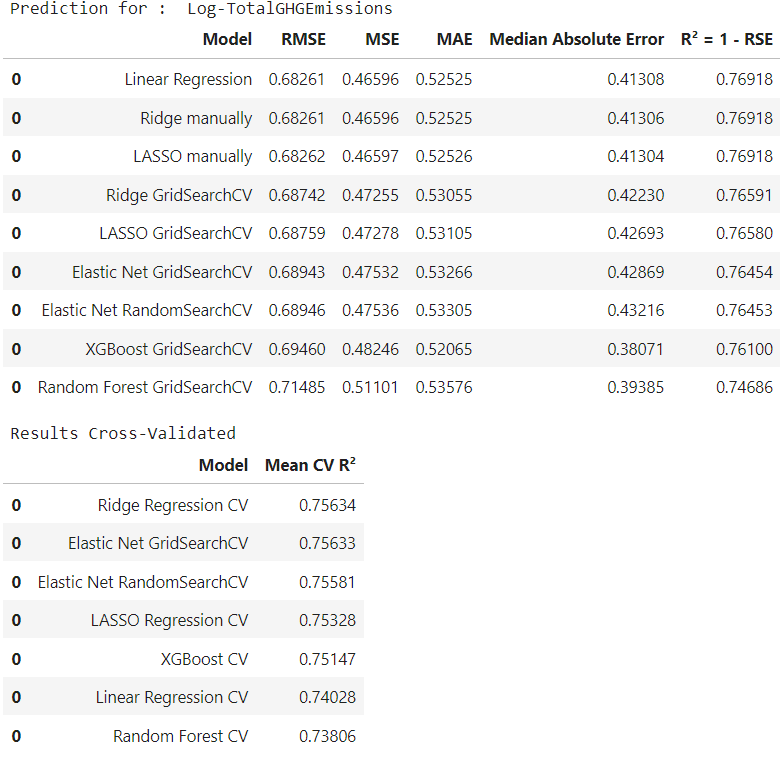 Prediction for :  Log-TotalGHGEmissions
Model RMSE MSE MAE Median Absolute Error R² = 1 - RSE
0 Linear Regression 0.68261 0.46596 0.52525 0.41308 0.76918
0 Ridge manually 0.68261 0.46596 0.52525 0.41306 0.76918
0 LASSO manually 0.68262 0.46597 0.52526 0.41304 0.76918
0 Ridge GridSearchCV 0.68742 0.47255 0.53055 0.42230 0.76591
0 LASSO GridSearchCV 0.68759 0.47278 0.53105 0.42693 0.76580
0 Elastic Net GridSearchCV 0.68943 0.47532 0.53266 0.42869 0.76454
0 Elastic Net RandomSearchCV 0.68946 0.47536 0.53305 0.43216 0.76453
0 XGBoost GridSearchCV 0.69460 0.48246 0.52065 0.38071 0.76100
0 Random Forest GridSearchCV 0.71485 0.51101 0.53576 0.39385 0.74686
Results Cross-Validated
Model Mean CV R²
0 Ridge Regression CV 0.75634
0 Elastic Net GridSearchCV 0.75633
0 Elastic Net RandomSearchCV 0.75581
0 LASSO Regression CV 0.75328
0 XGBoost CV 0.75147
0 Linear Regression CV 0.74028
0 Random Forest CV 0.73806